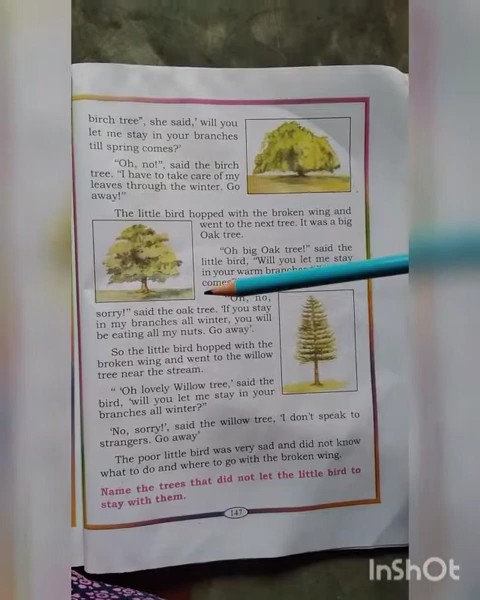 birch tree", she said,' will you
let me stay in your branches
till spring comes?'
"Oh, no!", said the birch
tree. "I have to take care of my
leaves through the winter. Go
away!"
The little bird hopped with the broken wing and
went to the next tree. It was a big
Oak tree.
"Oh big Oak tree!" said the
little bird, "Will you let me stay
in your warm
"Oh, no,
sorry!" said the oak tree. 'If you stay
in my branches all winter, you will
be eating all my nuts. Go away'.
So the little bird hopped with the
broken wing and went to the willow
tree near the stream.
" 'Oh lovely Willow tree,' said the
bird, 'will you let me stay in your
branches all winter?"
'No, sorry!', said the willow tree, 'I don't speak to
strangers. Go away'
The poor little bird was very sad and did not know
what to do and where to go with the broken wing.
Name the trees that did not let the little bird to
stay with them.
147
InShOt